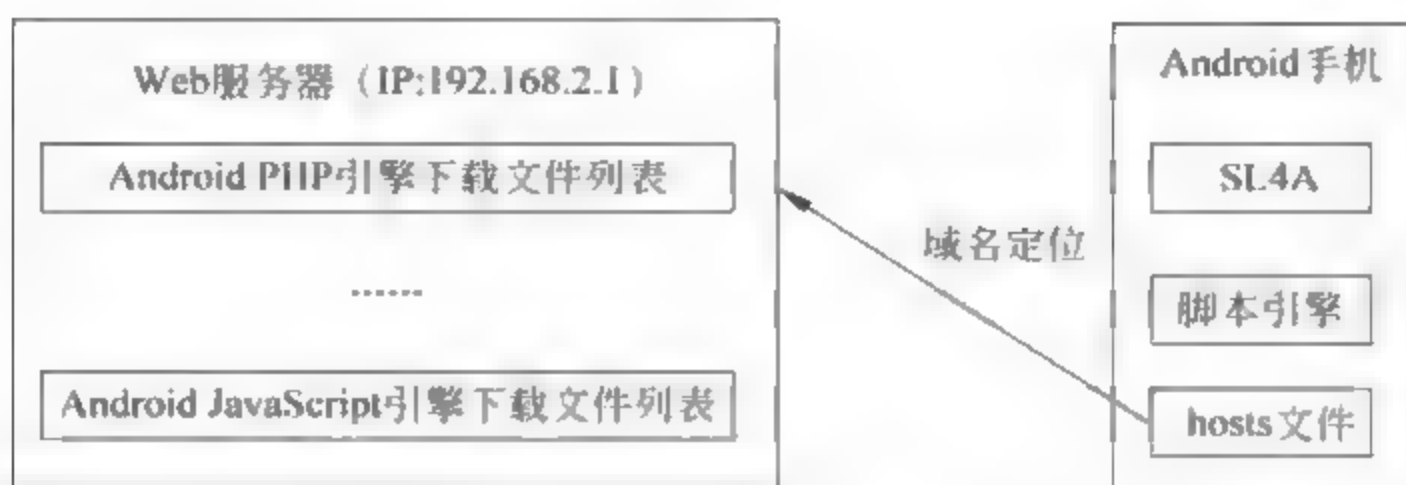 Web服务器（IP:192.168.2.1）
Android PHP引擎下载文件列表
......
Android JavaScript引擎下载文件列表
域名定位
Android手机
SL4A
脚本引擎
hosts文件